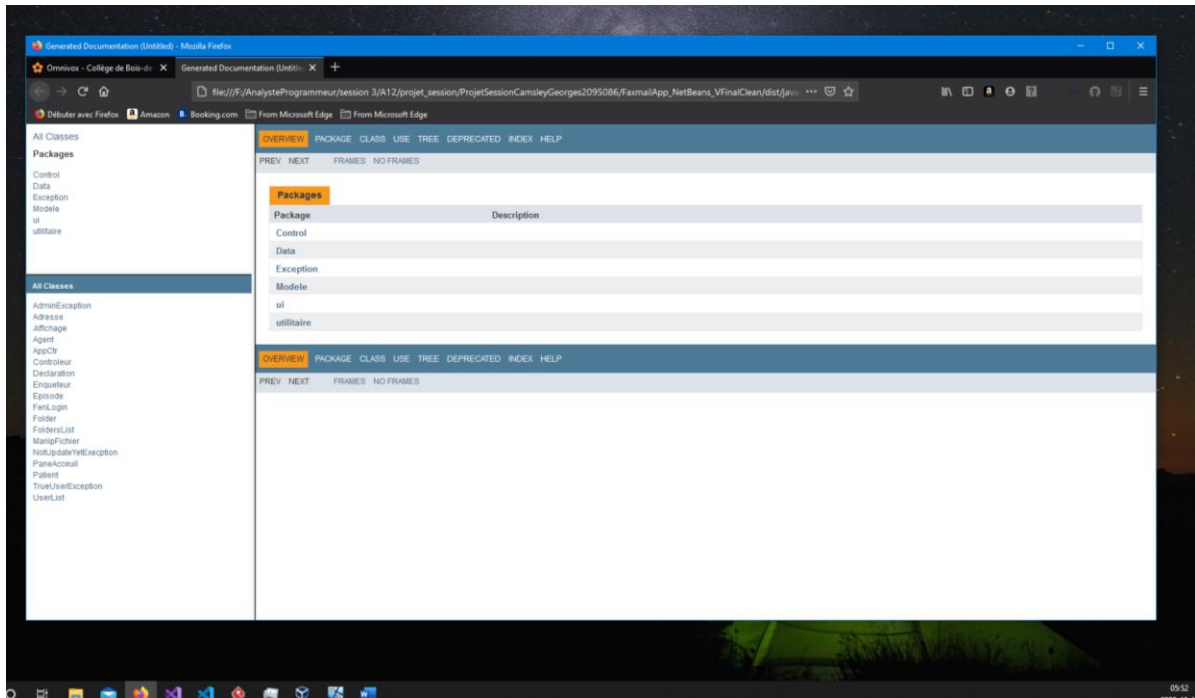 Generated Documentation (Untitled) - Mozilla Firefox
Omnivox - Collège de Bois-de
Generated Documentation (Untitle
file:///F:/AnalysteProgrammeur/session 3/A12/projet_session/ProjetSessionCamsleyGeorges2095086/FaxmailApp_NetBeans_VFinalClean/dist/java
Débuter avec Firefox Amazon Booking.com From Microsoft Edge From Microsoft Edge
All Classes
Packages
Control
Data
Exception
Modele
ui
utilitaire
All Classes
AdminException
Adresse
Affichage
Agent
AppCtr
Controleur
Declaration
Enqueteur
Episode
FenLogin
Folder
FoldersList
ManipFichier
NotUpdateYetExecption
PaneAcceuil
Patient
TrueUserException
UserList
OVERVIEW PACKAGE CLASS USE TREE DEPRECATED INDEX HELP
PREV NEXT FRAMES NO FRAMES
Packages
Package Description
Control
Data
Exception
Modele
ui
utilitaire
OVERVIEW PACKAGE CLASS USE TREE DEPRECATED INDEX HELP
PREV NEXT FRAMES NO FRAMES
05:52